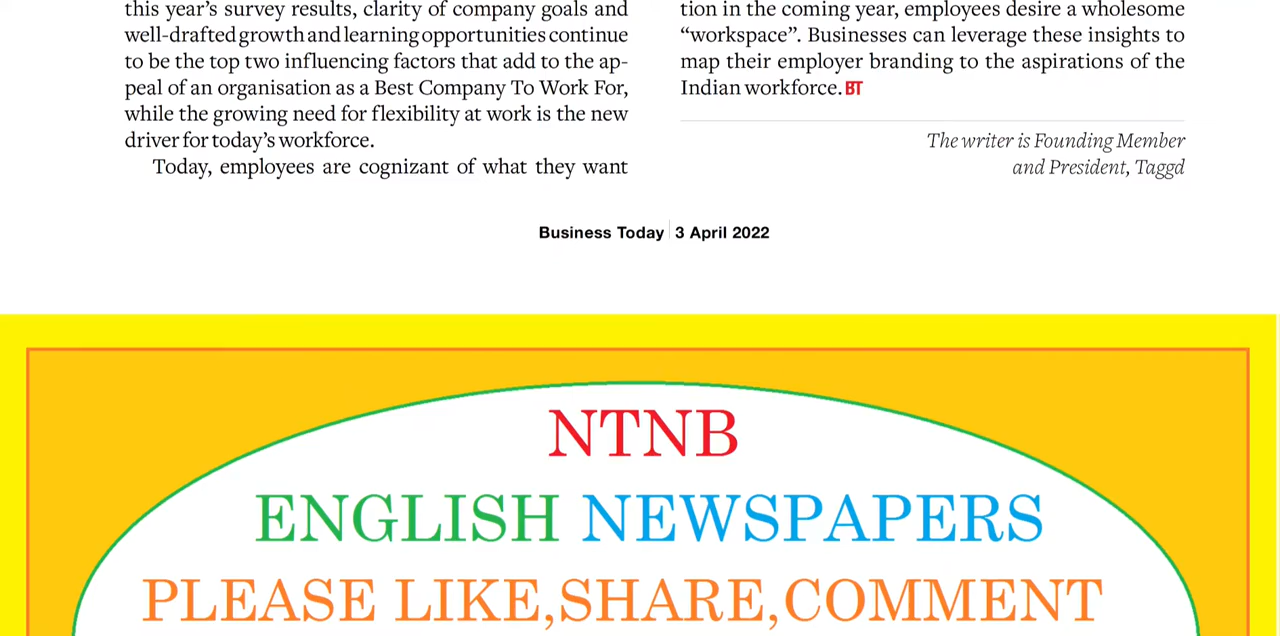 this year’s survey results, clarity of company goals and
well-drafted growth and learning opportunities continue
to be the top two influencing factors that add to the ap-
peal of an organisation as a Best Company To Work For,
while the growing need for flexibility at work is the new
driver for today’s workforce.
Today, employees are cognizant of what they want
tion in the coming year, employees desire a wholesome
“workspace”. Businesses can leverage these insights to
map their employer branding to the aspirations of the
Indian workforce. BT
The writer is Founding Member
and President, Taggd
Business Today 3 April 2022
NTNB
ENGLISH NEWSPAPERS
PLEASE LIKE,SHARE,COMMENT